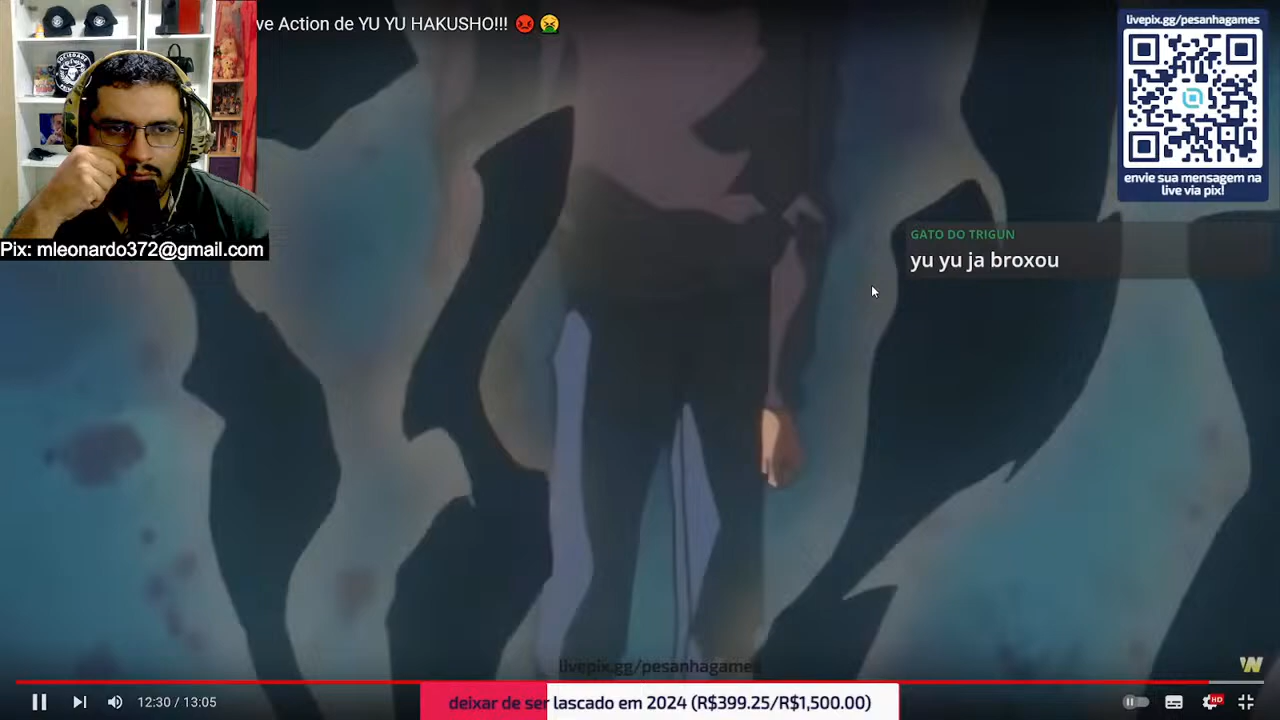 ve Action de YU YU HAKUSHO!!! 😡 🤮
livepix.gg/pesanhagames
envie sua mensagem na
live via pix!
Pix: mleonardo372@gmail.com
GATO DO TRIGUN
yu yu ja broxou
livepix.gg/pesanhagames
deixar de ser lascado em 2024 (R$399.25/R$1,500.00)
12:30 / 13:05
HD
W